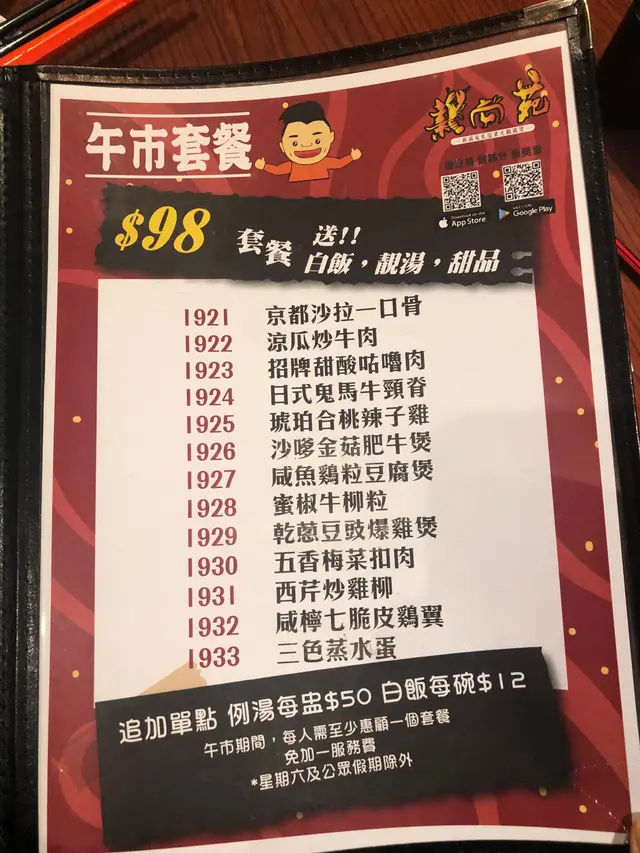 午市套餐
App Store
Google Play
$98
套餐
送!!
白飯，靚湯，甜品
1921 京都沙拉一口骨
1922 涼瓜炒牛肉
1923 招牌甜酸咕嚕肉
1924 日式鬼馬牛頸脊
1925 琥珀合桃辣子雞
1926 沙嗲金菇肥牛煲
1927 咸魚鷄粒豆腐煲
1928 蜜椒牛柳粒
1929 乾蔥豆豉爆雞煲
1930 五香梅菜扣肉
1931 西芹炒雞柳
1932 咸檸七脆皮鷄翼
1933 三色蒸水蛋
追加單點 例湯每盅$50 白飯每碗$12
午市期間，每人需至少惠顧一個套餐
免加一服務費
*星期六及公眾假期除外